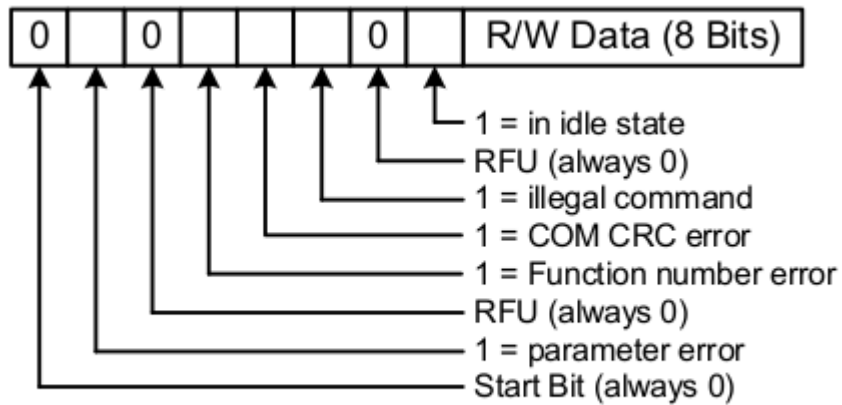 0 0 0 R/W Data (8 Bits)
1 = in idle state
RFU (always 0)
1 = illegal command
1 = COM CRC error
1 = Function number error
RFU (always 0)
1 = parameter error
Start Bit (always 0)